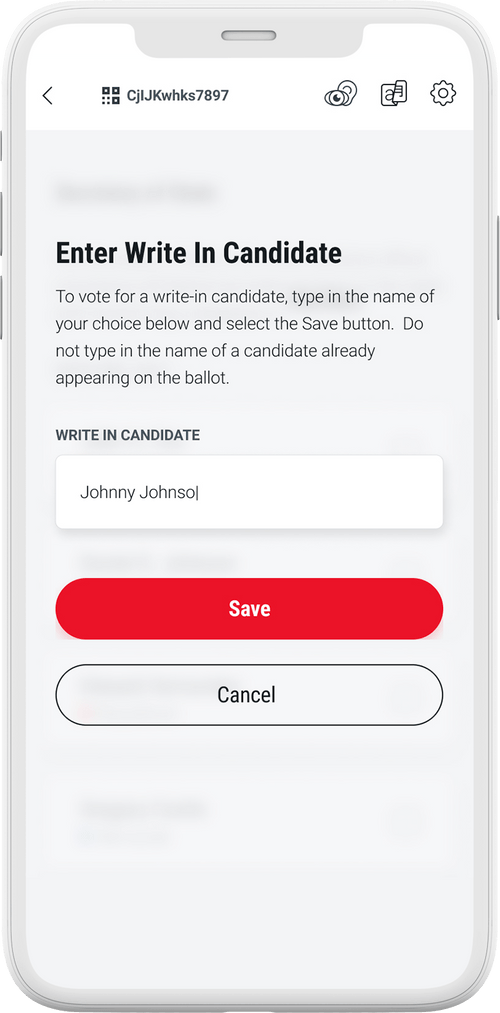 CjIJKwhks7897
Enter Write In Candidate
To vote for a write-in candidate, type in the name of
your choice below and select the Save button. Do
not type in the name of a candidate already
appearing on the ballot.
WRITE IN CANDIDATE
Johnny Johnso
Save
Cancel